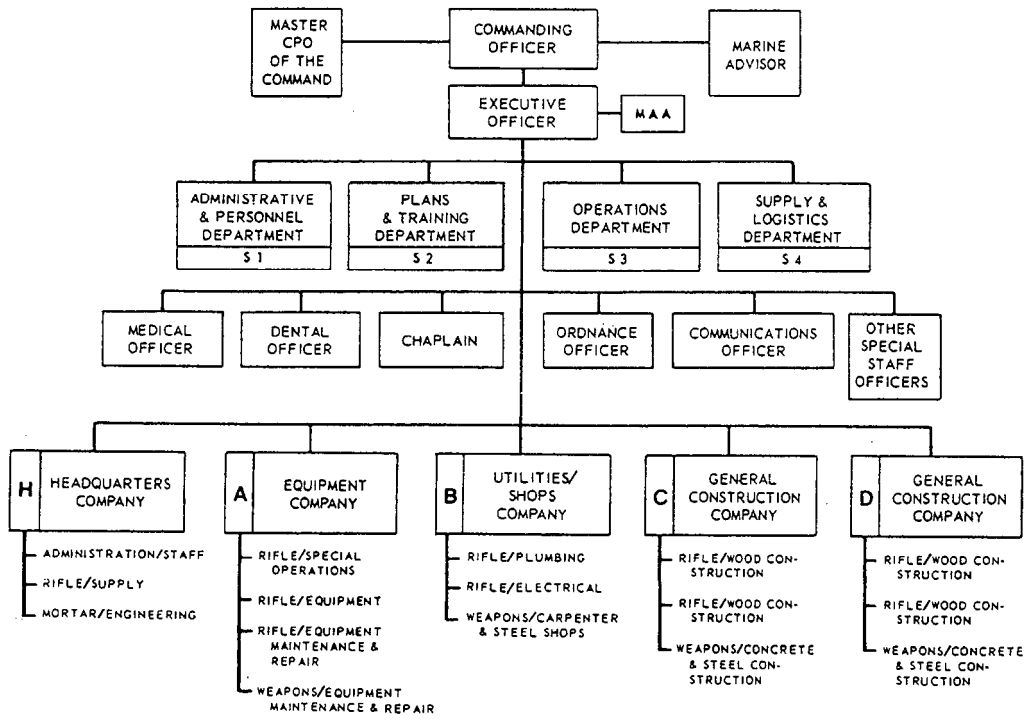 MASTER
CPO
OF THE
COMMAND
COMMANDING
OFFICER
MARINE
ADVISOR
EXECUTIVE
OFFICER
MAA
ADMINISTRATIVE
& PERSONNEL
DEPARTMENT
S1
PLANS
& TRAINING
DEPARTMENT
S2
OPERATIONS
DEPARTMENT
S3
SUPPLY &
LOGISTICS
DEPARTMENT
S4
MEDICAL
OFFICER
DENTAL
OFFICER
CHAPLAIN
ORDNANCE
OFFICER
COMMUNICATIONS
OFFICER
OTHER
SPECIAL
STAFF
OFFICERS
H
HEADQUARTERS
COMPANY
ADMINISTRATION/STAFF
RIFLE/SUPPLY
MORTAR/ENGINEERING
A
EQUIPMENT
COMPANY
RIFLE/SPECIAL
OPERATIONS
RIFLE/EQUIPMENT
RIFLE/EQUIPMENT
MAINTENANCE &
REPAIR
WEAPONS/EQUIPMENT
MAINTENANCE & REPAIR
B
UTILITIES/
SHOPS
COMPANY
RIFLE/PLUMBING
RIFLE/ELECTRICAL
WEAPONS/CARPENTER
& STEEL SHOPS
C
GENERAL
CONSTRUCTION
COMPANY
RIFLE/WOOD CON-
STRUCTION
RIFLE/WOOD CON-
STRUCTION
WEAPONS/CONCRETE
& STEEL CON-
STRUCTION
D
GENERAL
CONSTRUCTION
COMPANY
RIFLE/WOOD CON-
STRUCTION
RIFLE/WOOD CON-
STRUCTION
WEAPONS/CONCRETE
& STEEL CON-
STRUCTION